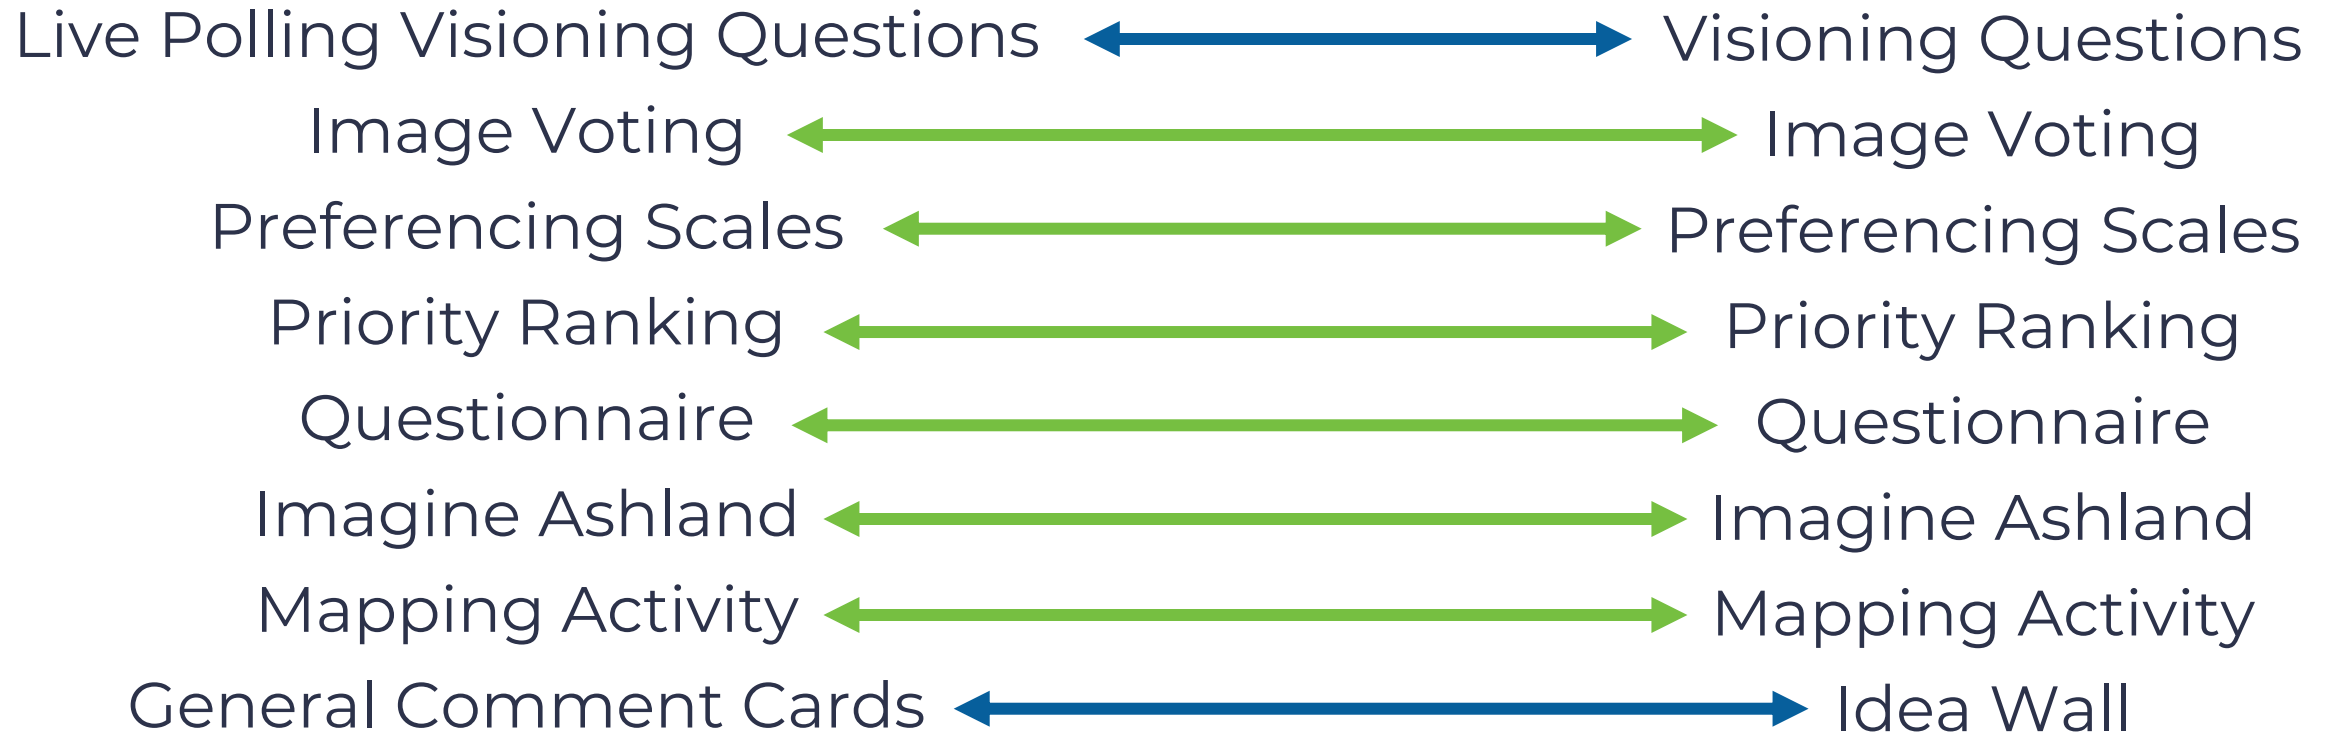 Live Polling Visioning Questions Visioning Questions
Image Voting Image Voting
Preferencing Scales Preferencing Scales
Priority Ranking Priority Ranking
Questionnaire Questionnaire
Imagine Ashland Imagine Ashland
Mapping Activity Mapping Activity
General Comment Cards Idea Wall